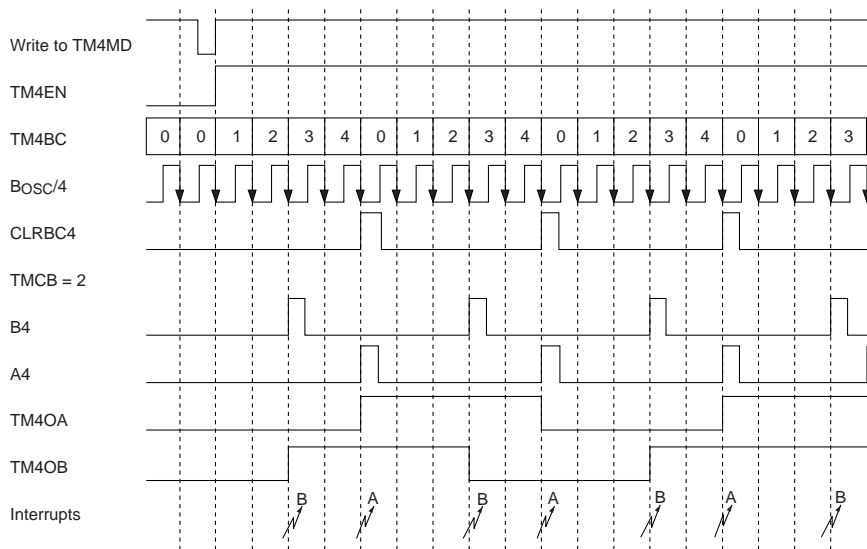 Write to TM4MD
TM4EN
TM4BC 0 0 1 2 3 4 0 1 2 3 4 0 1 2 3 4 0 1 2 3
BOSC/4
CLRBC4
TMCB = 2
B4
A4
TM4OA
TM4OB
B A B A B A B
Interrupts